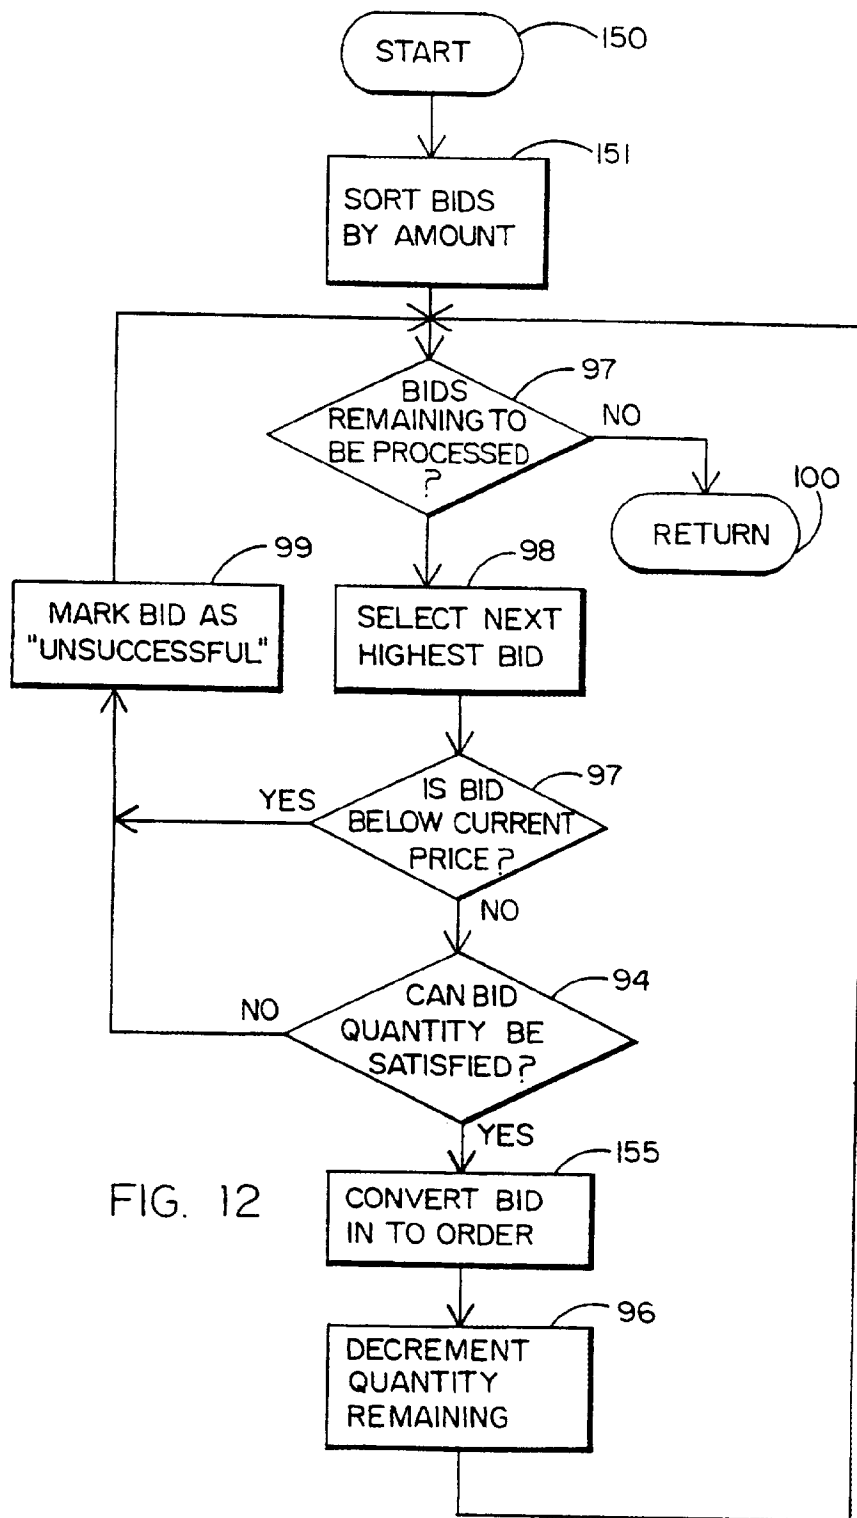 START
150
151
SORT BIDS
BY AMOUNT
97
BIDS
REMAINING TO
BE PROCESSED
?
NO
100
RETURN
99
MARK BID AS
"UNSUCCESSFUL"
98
SELECT NEXT
HIGHEST BID
97
YES
IS BID
BELOW CURRENT
PRICE?
NO
94
NO
CAN BID
QUANTITY BE
SATISFIED?
YES
155
FIG. 12
CONVERT BID
IN TO ORDER
96
DECREMENT
QUANTITY
REMAINING